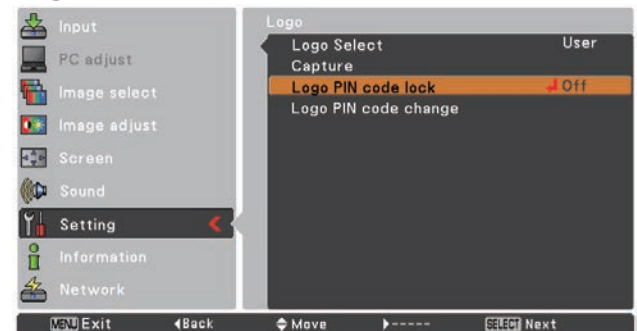 Input
PC adjust
Image select
Image adjust
Screen
Sound
Setting
Information
Network
Logo
Logo Select User
Capture
Logo PIN code lock Off
Logo PIN code change
MENU Exit ◀Back Move ▶----- SELECT Next